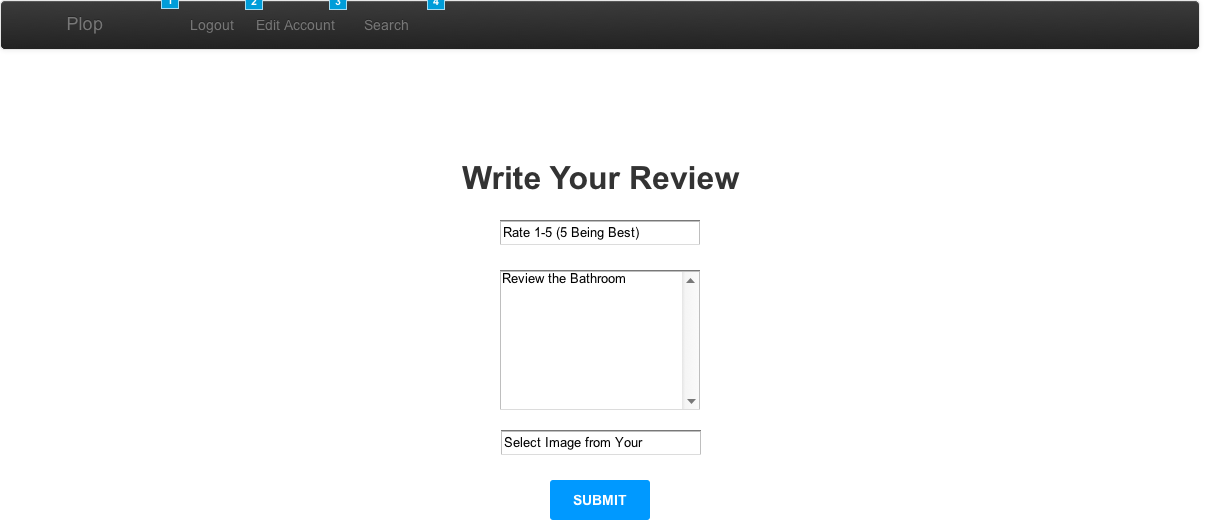 1 2 3 4
Plop Logout Edit Account Search
Write Your Review
Rate 1-5 (5 Being Best)
Review the Bathroom
Select Image from Your
SUBMIT